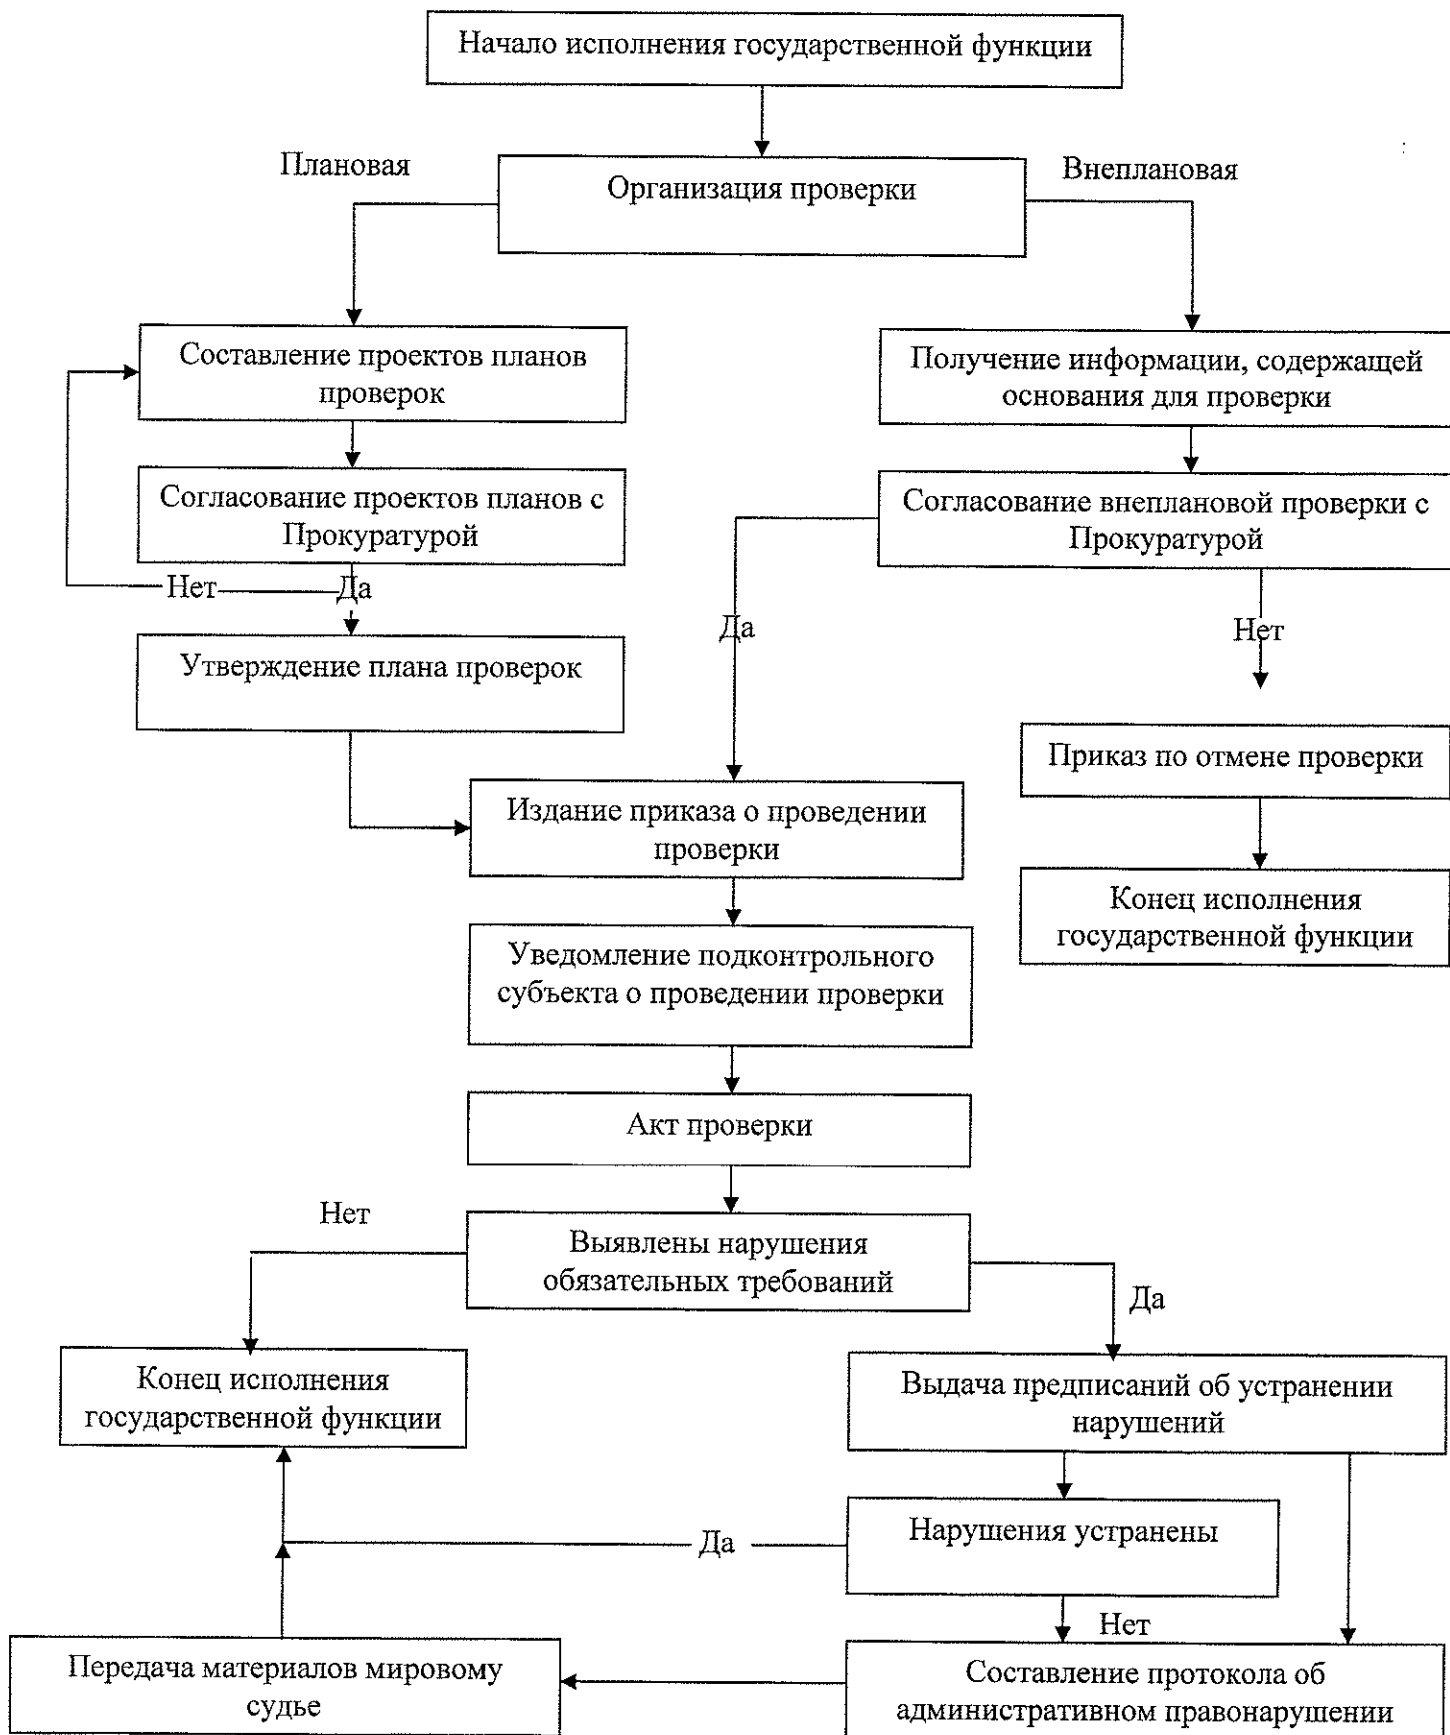 Начало исполнения государственной функции
Плановая
Организация проверки
Внеплановая
Составление проектов планов
проверок
Получение информации, содержащей
основания для проверки
Согласование проектов планов с
Прокуратурой
Согласование внеплановой проверки с
Прокуратурой
Нет
Да
Да
Нет
Утверждение плана проверок
Приказ по отмене проверки
Издание приказа о проведении
проверки
Конец исполнения
государственной функции
Уведомление подконтрольного
субъекта о проведении проверки
Акт проверки
Нет
Выявлены нарушения
обязательных требований
Да
Конец исполнения
государственной функции
Выдача предписаний об устранении
нарушений
Нарушения устранены
Да
Нет
Передача материалов мировому
судье
Составление протокола об
административном правонарушении